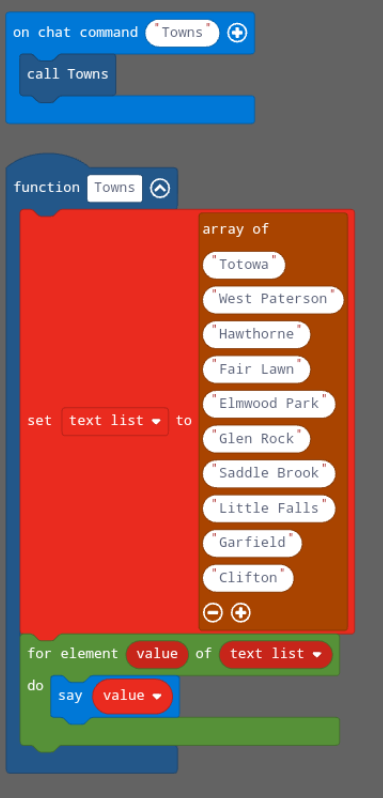 on chat command "Towns"
call Towns
function Towns
array of
"Totowa"
"West Paterson"
"Hawthorne"
"Fair Lawn"
"Elmwood Park"
set text list to
"Glen Rock"
"Saddle Brook"
"Little Falls"
"Garfield"
"Clifton"
for element value of text list
do
say value